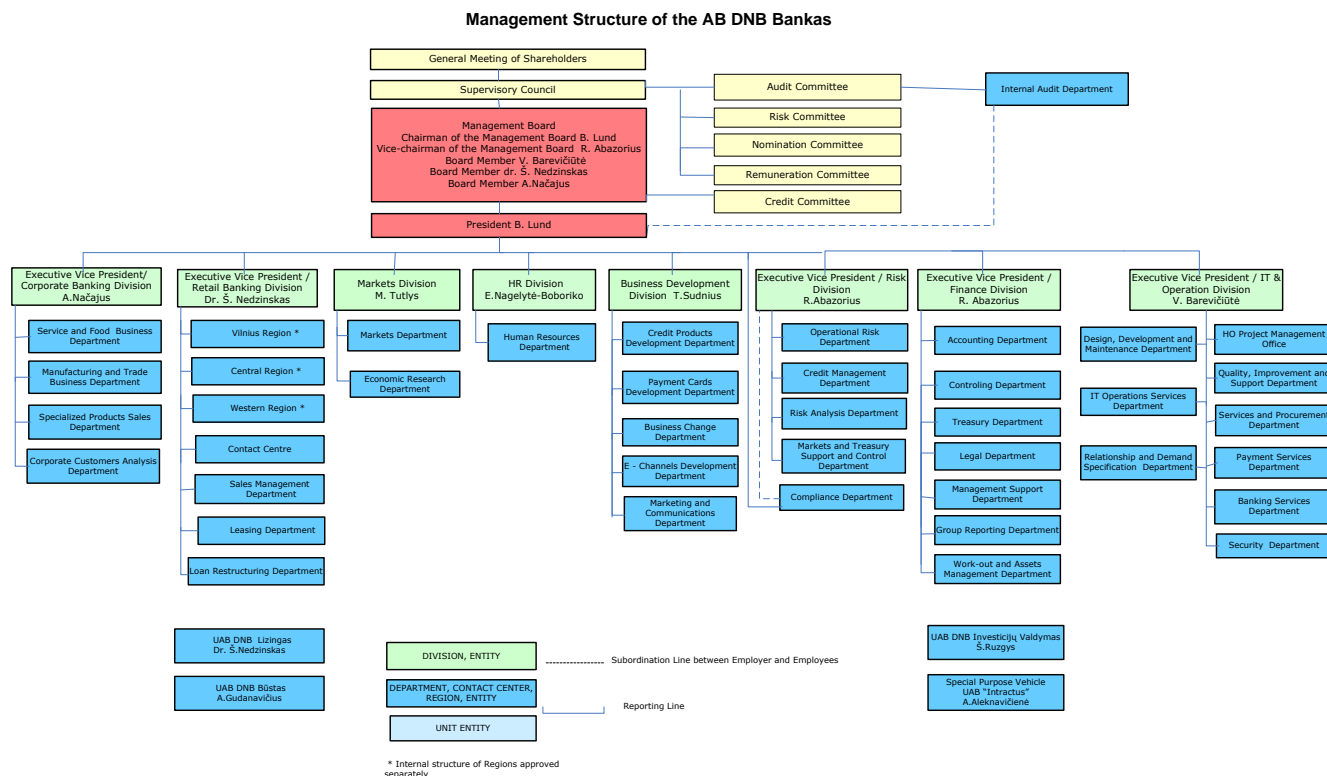 Management Structure of the AB DNB Bankas
General Meeting of Shareholders
Supervisory Council
Audit Committee
Internal Audit Department
Risk Committee
Management Board
Chairman of the Management Board B. Lund
Vice-chairman of the Management Board R. Abazorius
Board Member V. Barevičiūtė
Board Member dr. Š. Nedzinskas
Board Member A.Načajus
Nomination Committee
Remuneration Committee
Credit Committee
President B. Lund
Executive Vice President/
Corporate Banking Division
A.Načajus
Service and Food Business
Department
Manufacturing and Trade
Business Department
Specialized Products Sales
Department
Corporate Customers Analysis
Department
Executive Vice President /
Retail Banking Division
Dr. Š. Nedzinskas
Vilnius Region *
Central Region *
Western Region *
Contact Centre
Sales Management
Department
Leasing Department
Loan Restructuring Department
Markets Division
M. Tutlys
Markets Department
Economic Research
Department
HR Division
E.Nagelytė-Boboriko
Human Resources
Department
Business Development
Division T.Sudnius
Credit Products
Development Department
Payment Cards
Development Department
Business Change
Department
E - Channels Development
Department
Marketing and
Communications
Department
Executive Vice President / Risk
Division
R.Abazorius
Operational Risk
Department
Credit Management
Department
Risk Analysis Department
Markets and Treasury
Support and Control
Department
Compliance Department
Executive Vice President /
Finance Division
R. Abazorius
Accounting Department
Controling Department
Treasury Department
Legal Department
Management Support
Department
Group Reporting Department
Work-out and Assets
Management Department
Executive Vice President / IT &
Operation Division
V. Barevičiūtė
Design, Development and
Maintenance Department
IT Operations Services
Department
Relationship and Demand
Specification Department
HO Project Management
Office
Quality, Improvement and
Support Department
Services and Procurement
Department
Payment Services
Department
Banking Services
Department
Security Department
UAB DNB Lizingas
Dr. Š.Nedzinskas
UAB DNB Būstas
A.Gudanavičius
DIVISION, ENTITY
Subordination Line between Employer and Employees
DEPARTMENT, CONTACT CENTER,
REGION, ENTITY
Reporting Line
UNIT ENTITY
* Internal structure of Regions approved
separately
UAB DNB Investicijų Valdymas
Š.Ruzgys
Special Purpose Vehicle
UAB "Intractus"
A.Aleknavičienė